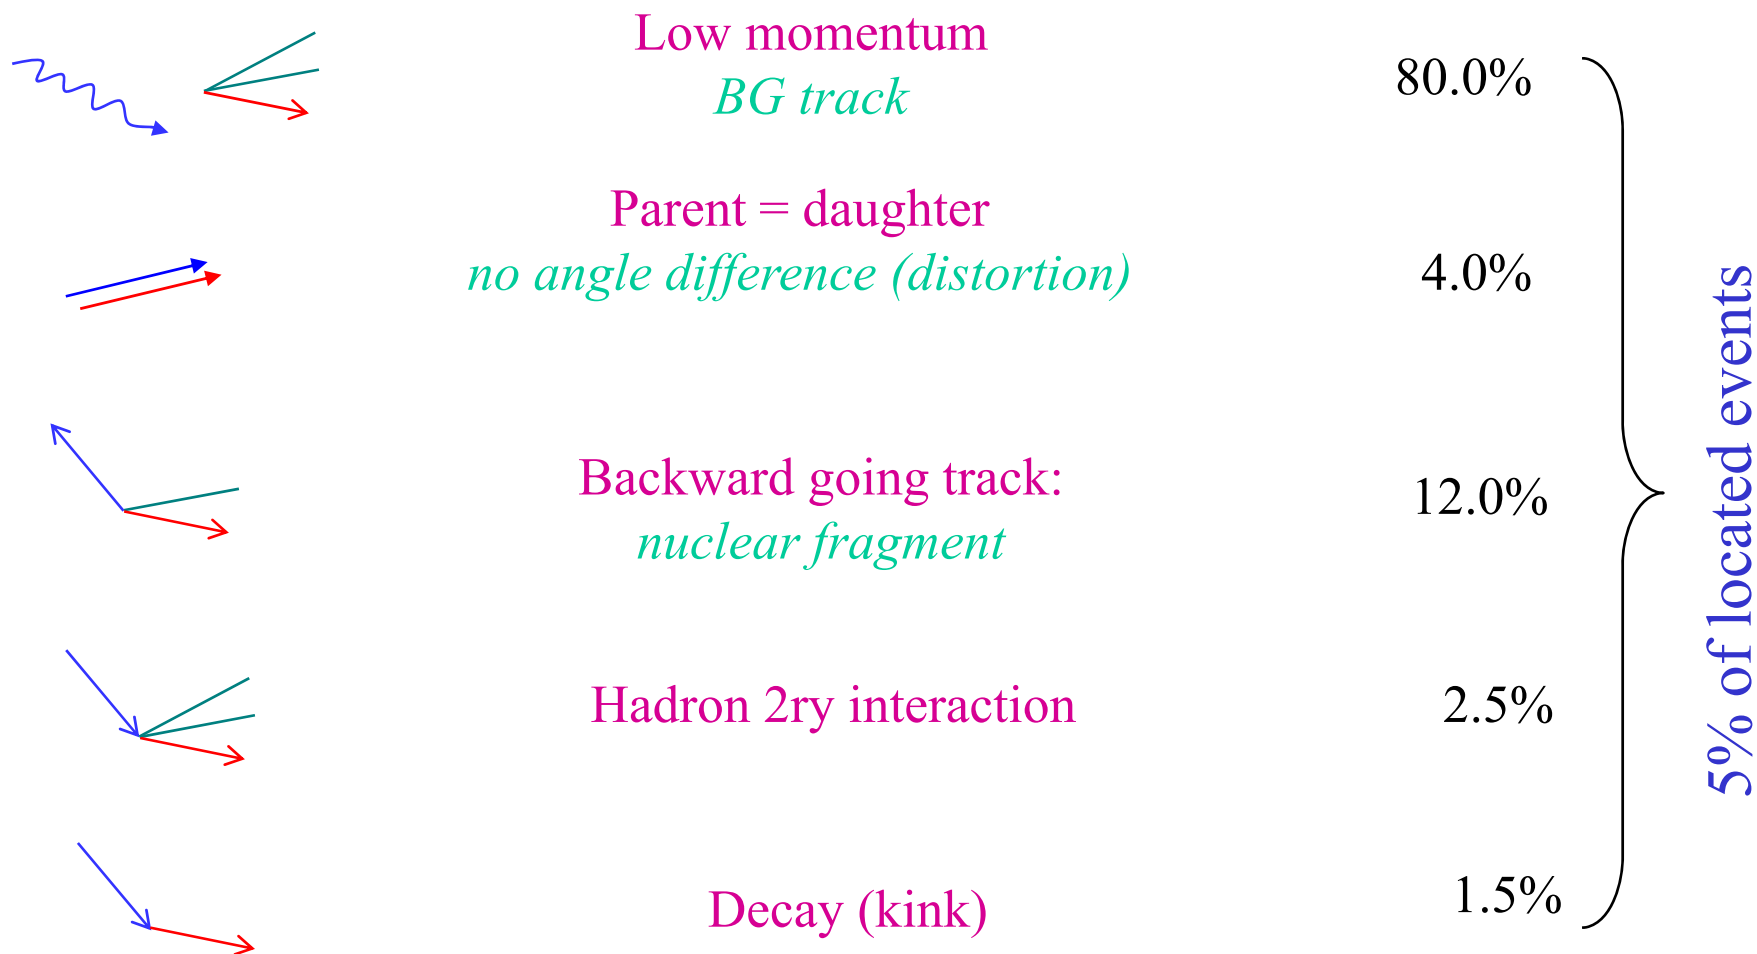 Low momentum
BG track
80.0%
Parent = daughter
no angle difference (distortion)
4.0%
Backward going track:
nuclear fragment
12.0%
Hadron 2ry interaction
2.5%
Decay (kink)
1.5%
5% of located events